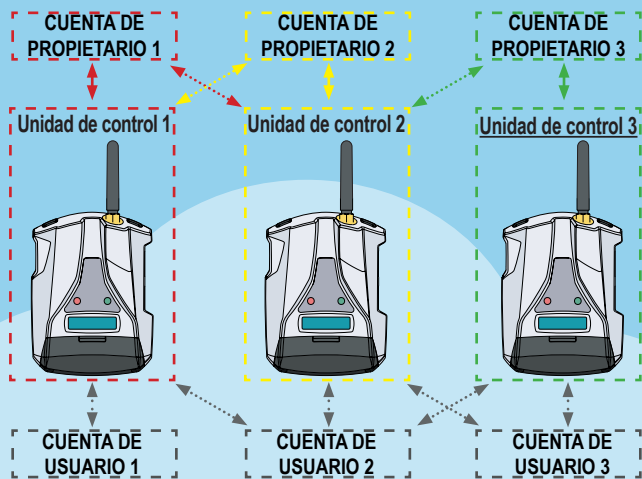 CUENTA DE
PROPIETARIO 1
CUENTA DE
PROPIETARIO 2
CUENTA DE
PROPIETARIO 3
Unidad de control 1
Unidad de control 2
Unidad de control 3
CUENTA DE
USUARIO 1
CUENTA DE
USUARIO 2
CUENTA DE
USUARIO 3